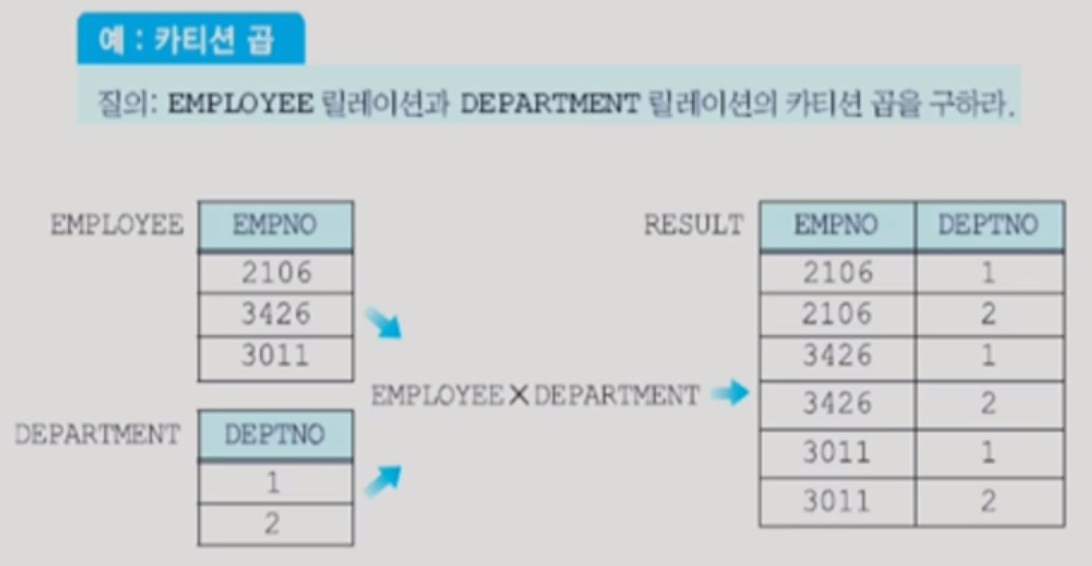 예 : 카티션 곱
질의: EMPLOYEE 릴레이션과 DEPARTMENT 릴레이션의 카티션 곱을 구하라.
EMPLOYEE
EMPNO
2106
3426
3011
DEPARTMENT
DEPTNO
1
2
EMPLOYEE×DEPARTMENT
RESULT
EMPNO DEPTNO
2106 1
2106 2
3426 1
3426 2
3011 1
3011 2